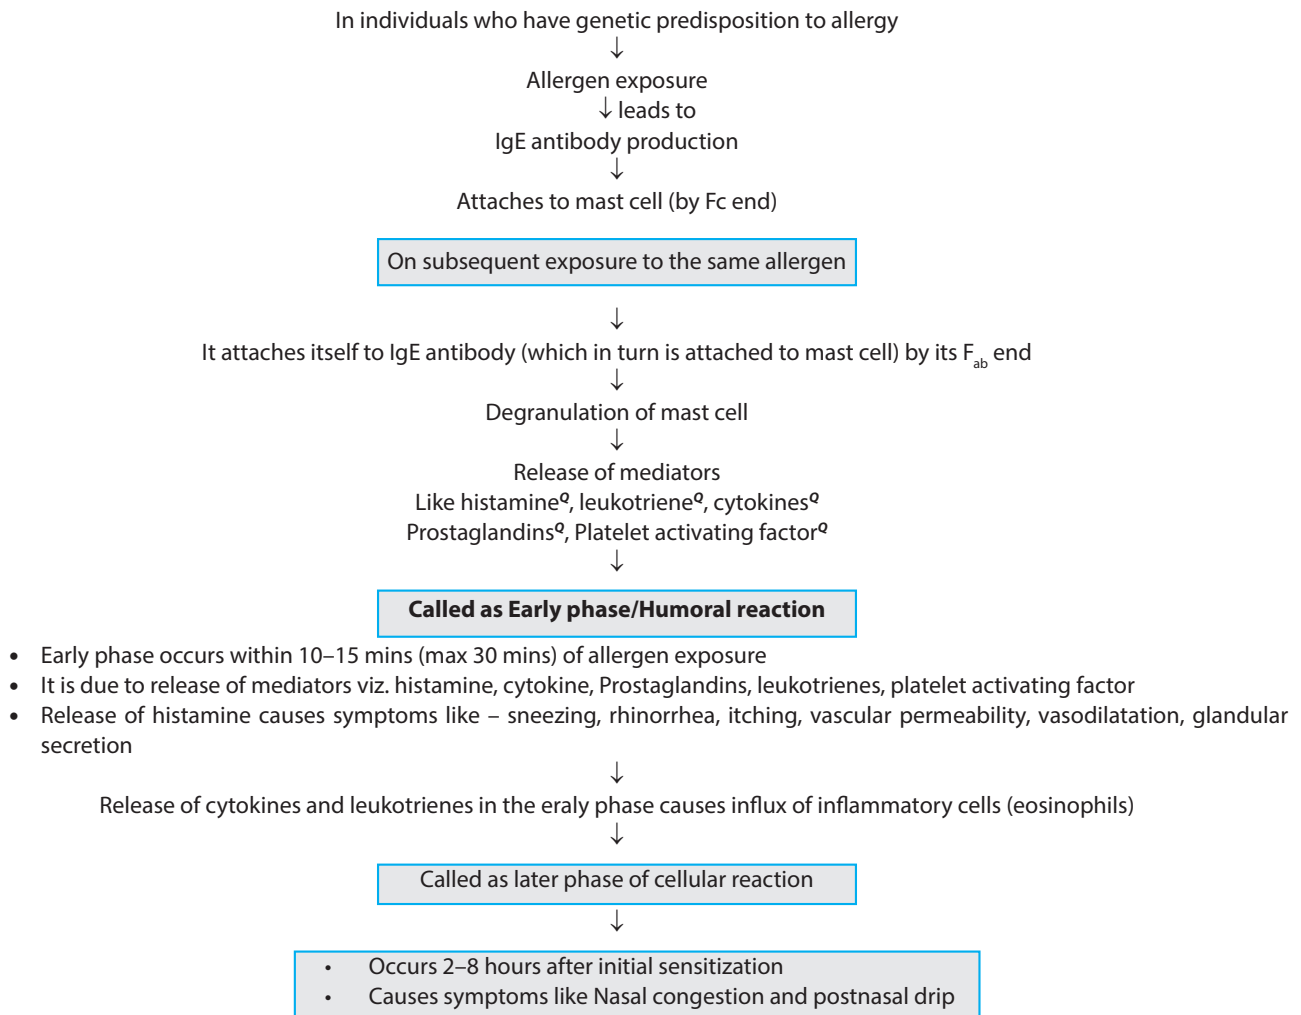 In individuals who have genetic predisposition to allergy
↓
Allergen exposure
↓ leads to
IgE antibody production
↓
Attaches to mast cell (by Fc end)
On subsequent exposure to the same allergen
↓
It attaches itself to IgE antibody (which in turn is attached to mast cell) by its Fab end
↓
Degranulation of mast cell
↓
Release of mediators
Like histamineQ, leukotrieneQ, cytokinesQ
ProstaglandinsQ, Platelet activating factorQ
↓
Called as Early phase/Humoral reaction
• Early phase occurs within 10–15 mins (max 30 mins) of allergen exposure
• It is due to release of mediators viz. histamine, cytokine, Prostaglandins, leukotrienes, platelet activating factor
• Release of histamine causes symptoms like – sneezing, rhinorrhea, itching, vascular permeability, vasodilatation, glandular
secretion
↓
Release of cytokines and leukotrienes in the eraly phase causes influx of inflammatory cells (eosinophils)
↓
Called as later phase of cellular reaction
↓
• Occurs 2–8 hours after initial sensitization
• Causes symptoms like Nasal congestion and postnasal drip